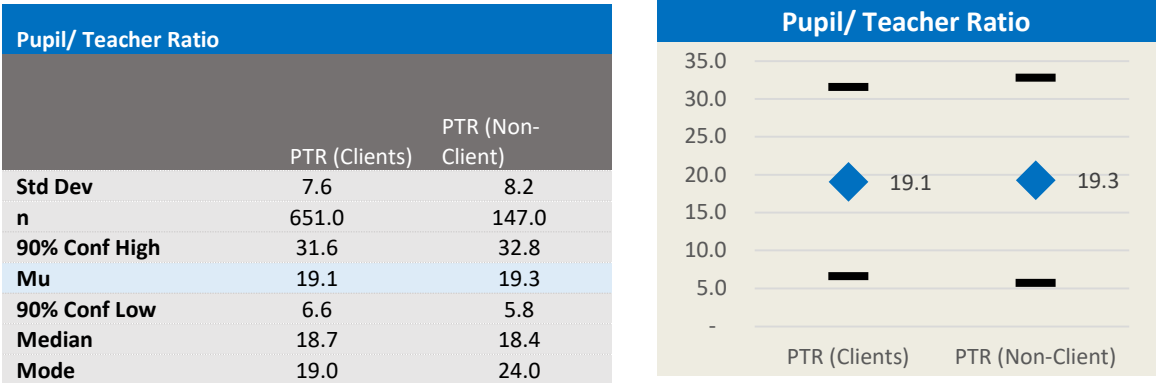 Pupil/ Teacher Ratio
PTR (Clients) PTR (Non-
Client)
Std Dev 7.6 8.2
n 651.0 147.0
90% Conf High 31.6 32.8
Mu 19.1 19.3
90% Conf Low 6.6 5.8
Median 18.7 18.4
Mode 19.0 24.0
Pupil/ Teacher Ratio
35.0
30.0
25.0
20.0
15.0
10.0
5.0
-
19.1
19.3
PTR (Clients) PTR (Non-Client)